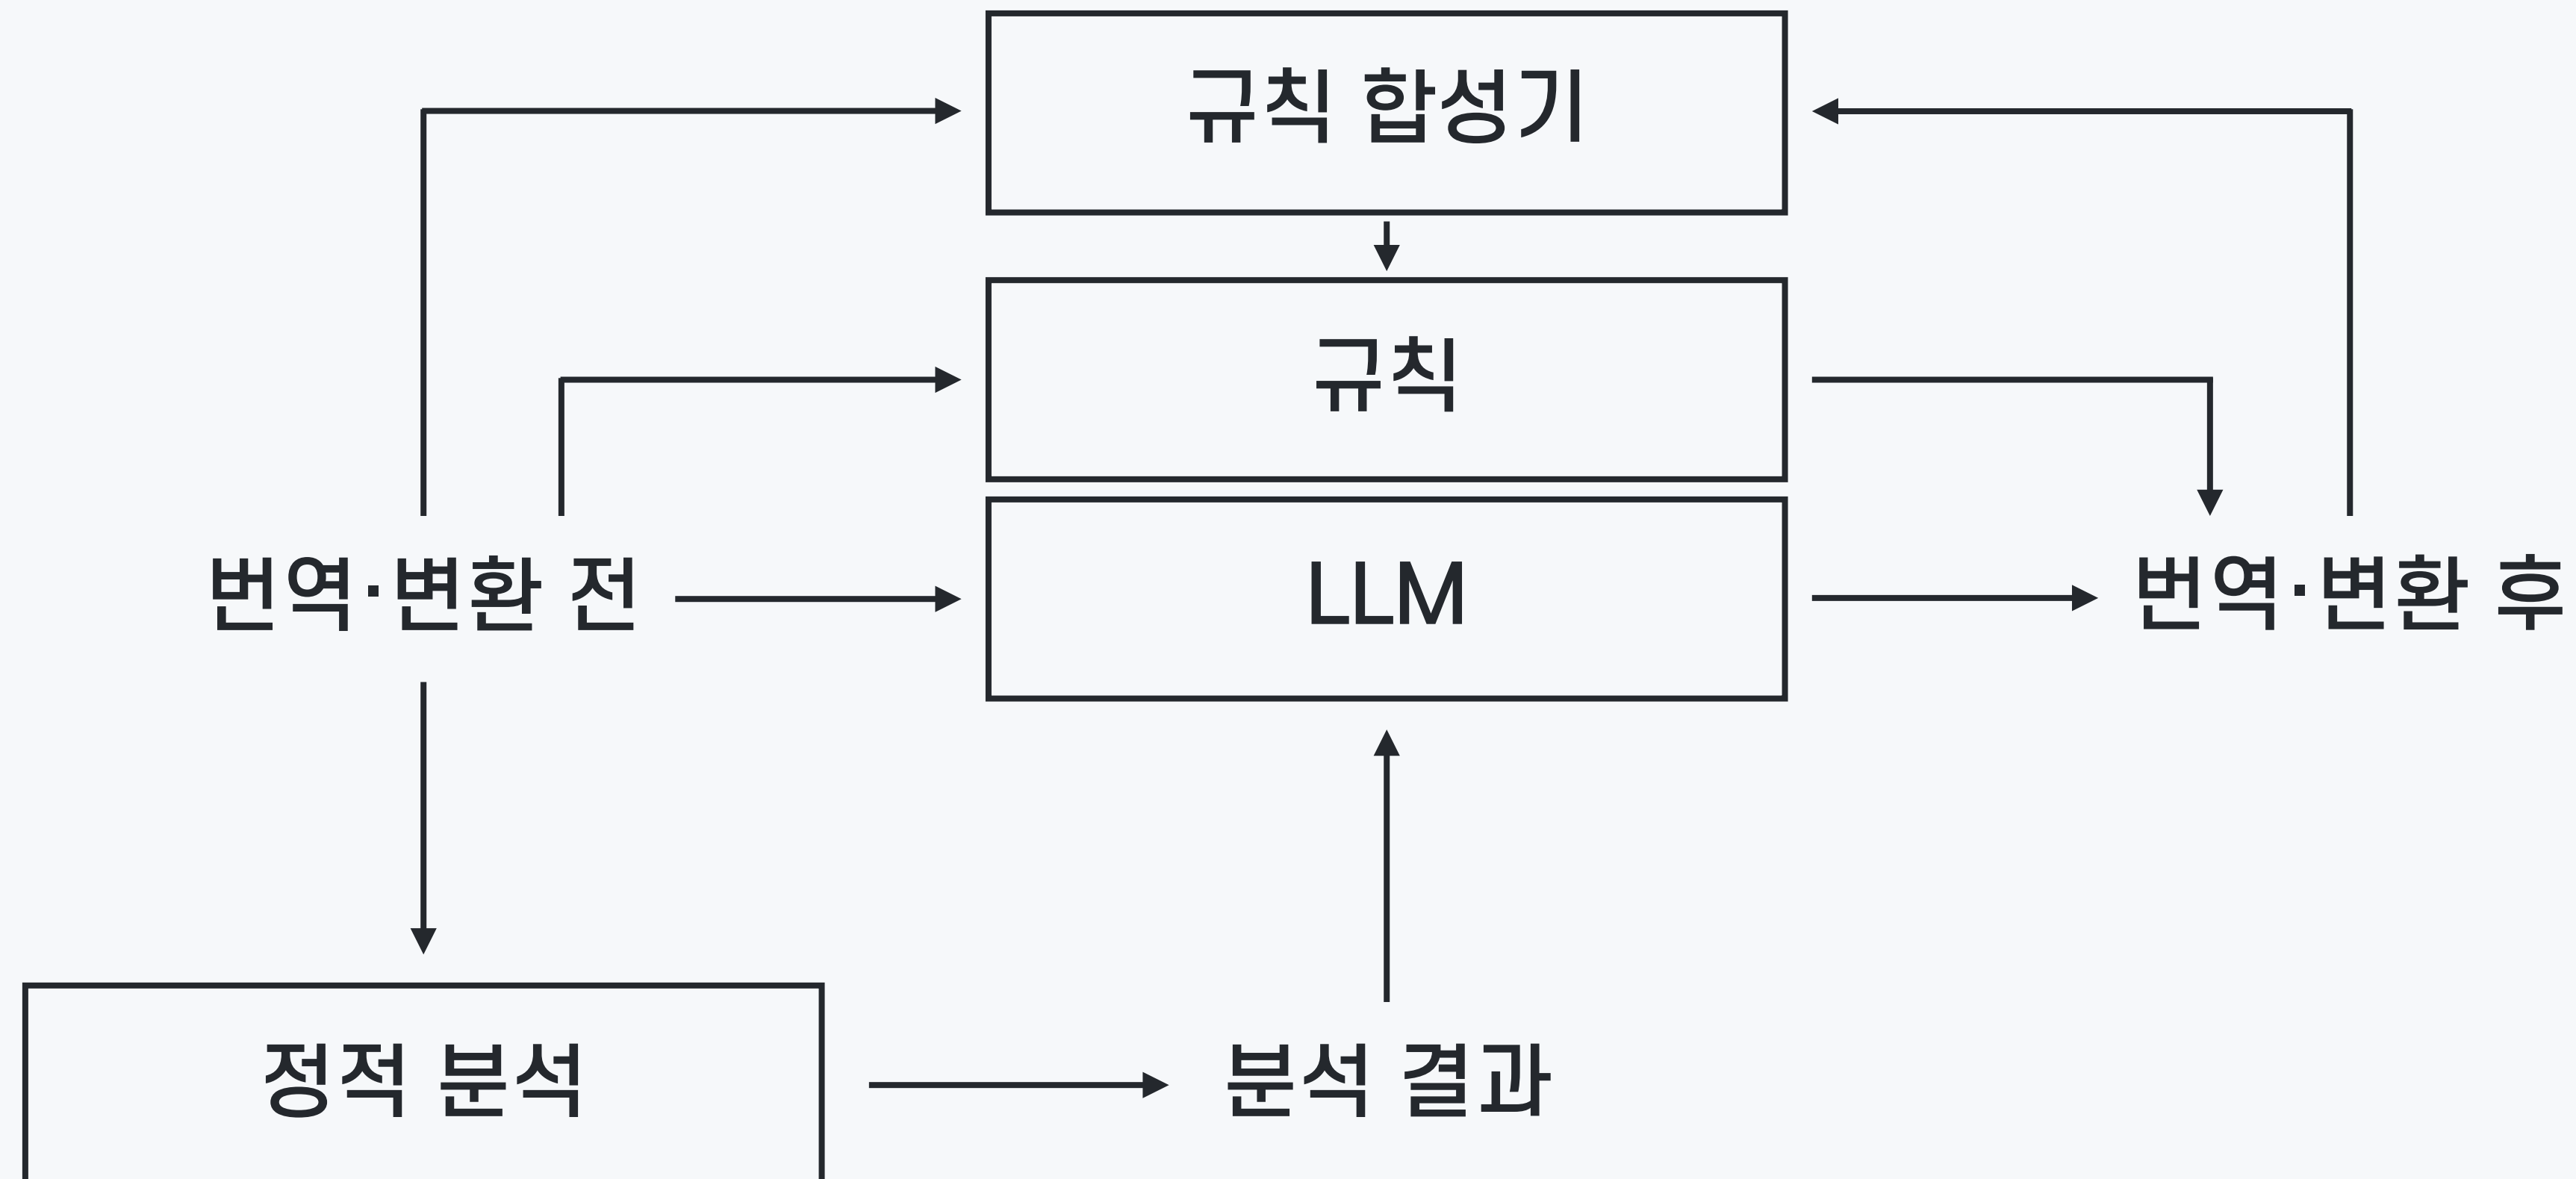 규칙 합성기
규칙
번역·변환 전
LLM
번역·변환 후
정적 분석
분석 결과